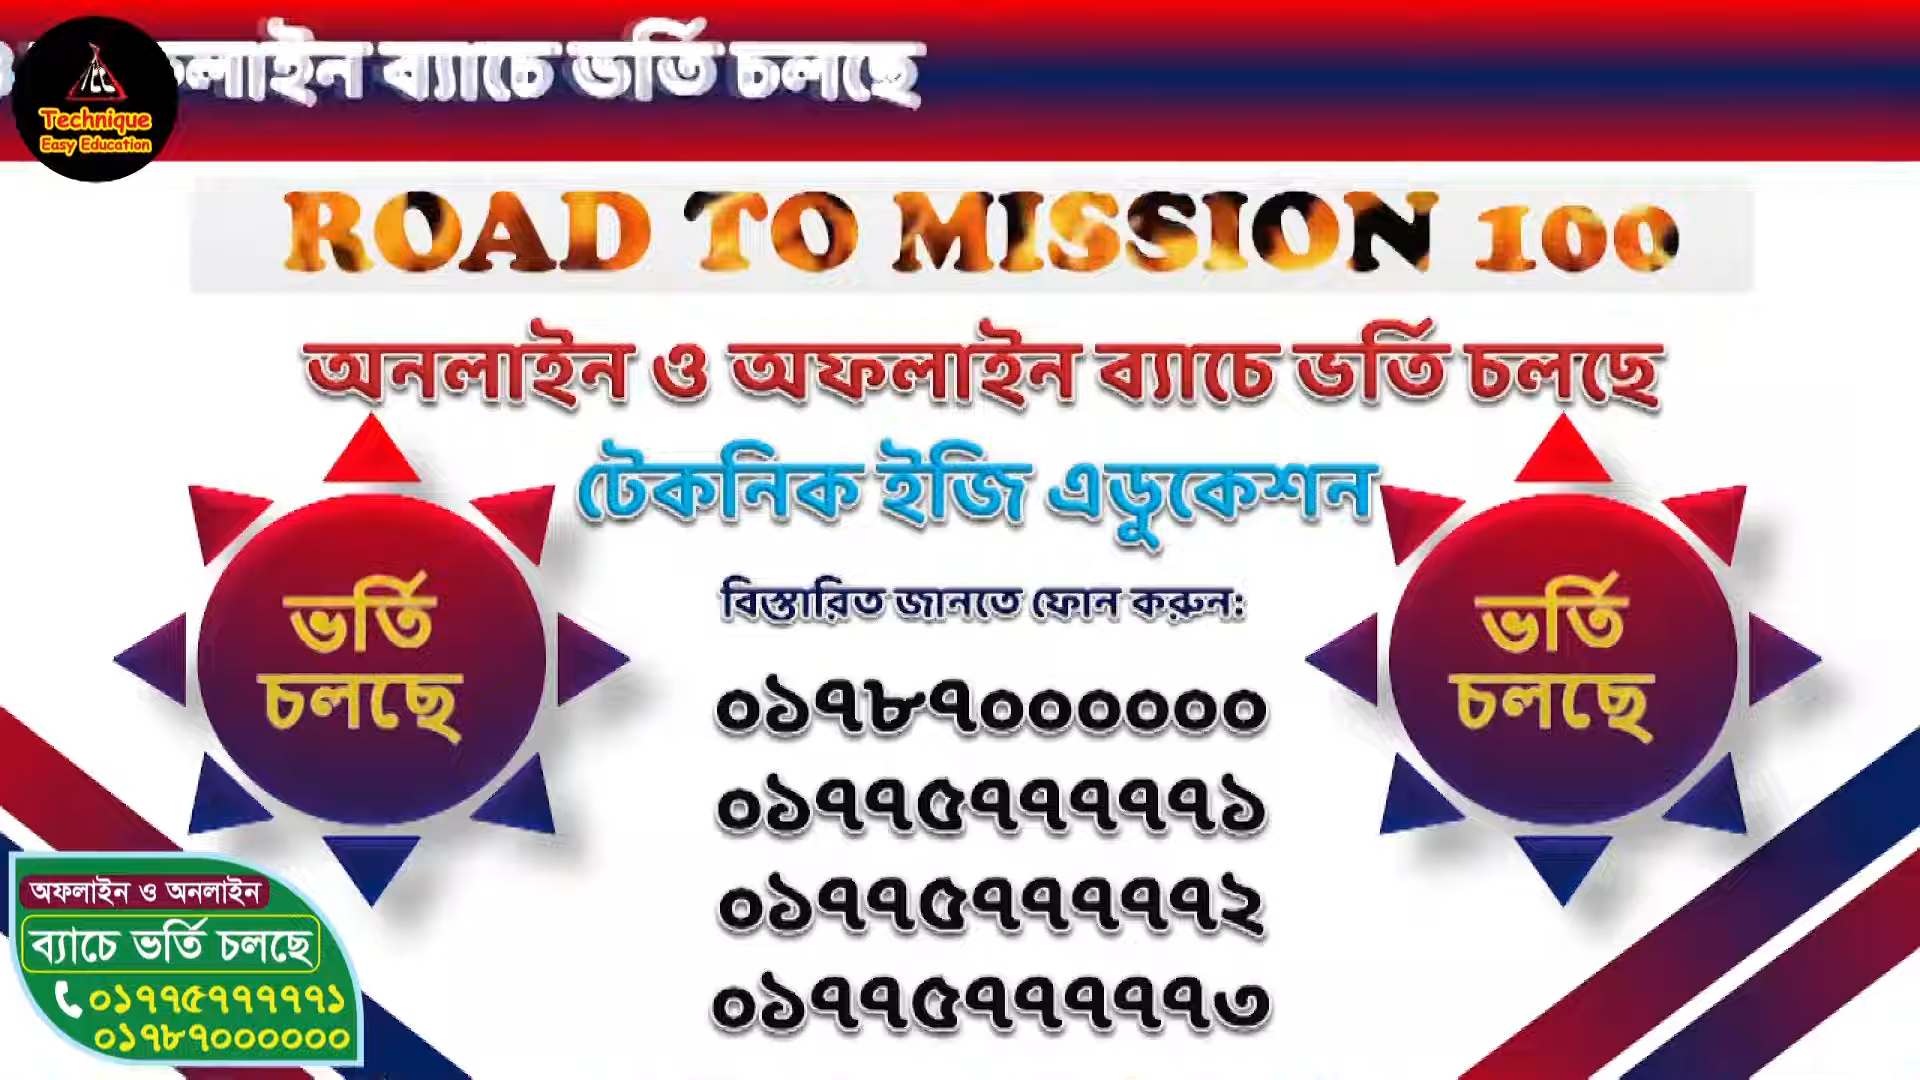 লাইন ব্যাচে ভর্তি চলছে
Technique
Easy Education
ROAD TO MISSION 100
অনলাইন ও অফলাইন ব্যাচে ভর্তি চলছে
টেকনিক ইজি এডুকেশন
ভর্তি
চলছে
ভর্তি
চলছে
বিস্তারিত জানতে ফোন করুন:
০১৭৮৭০০০০০০
০১৭৭৫৭৭৭৭৭১
০১৭৭৫৭৭৭৭৭২
০১৭৭৫৭৭৭৭৭৩
অফলাইন ও অনলাইন
ব্যাচে ভর্তি চলছে
০১৭৭৫৭৭৭৭৭১
০১৭৮৭০০০০০০